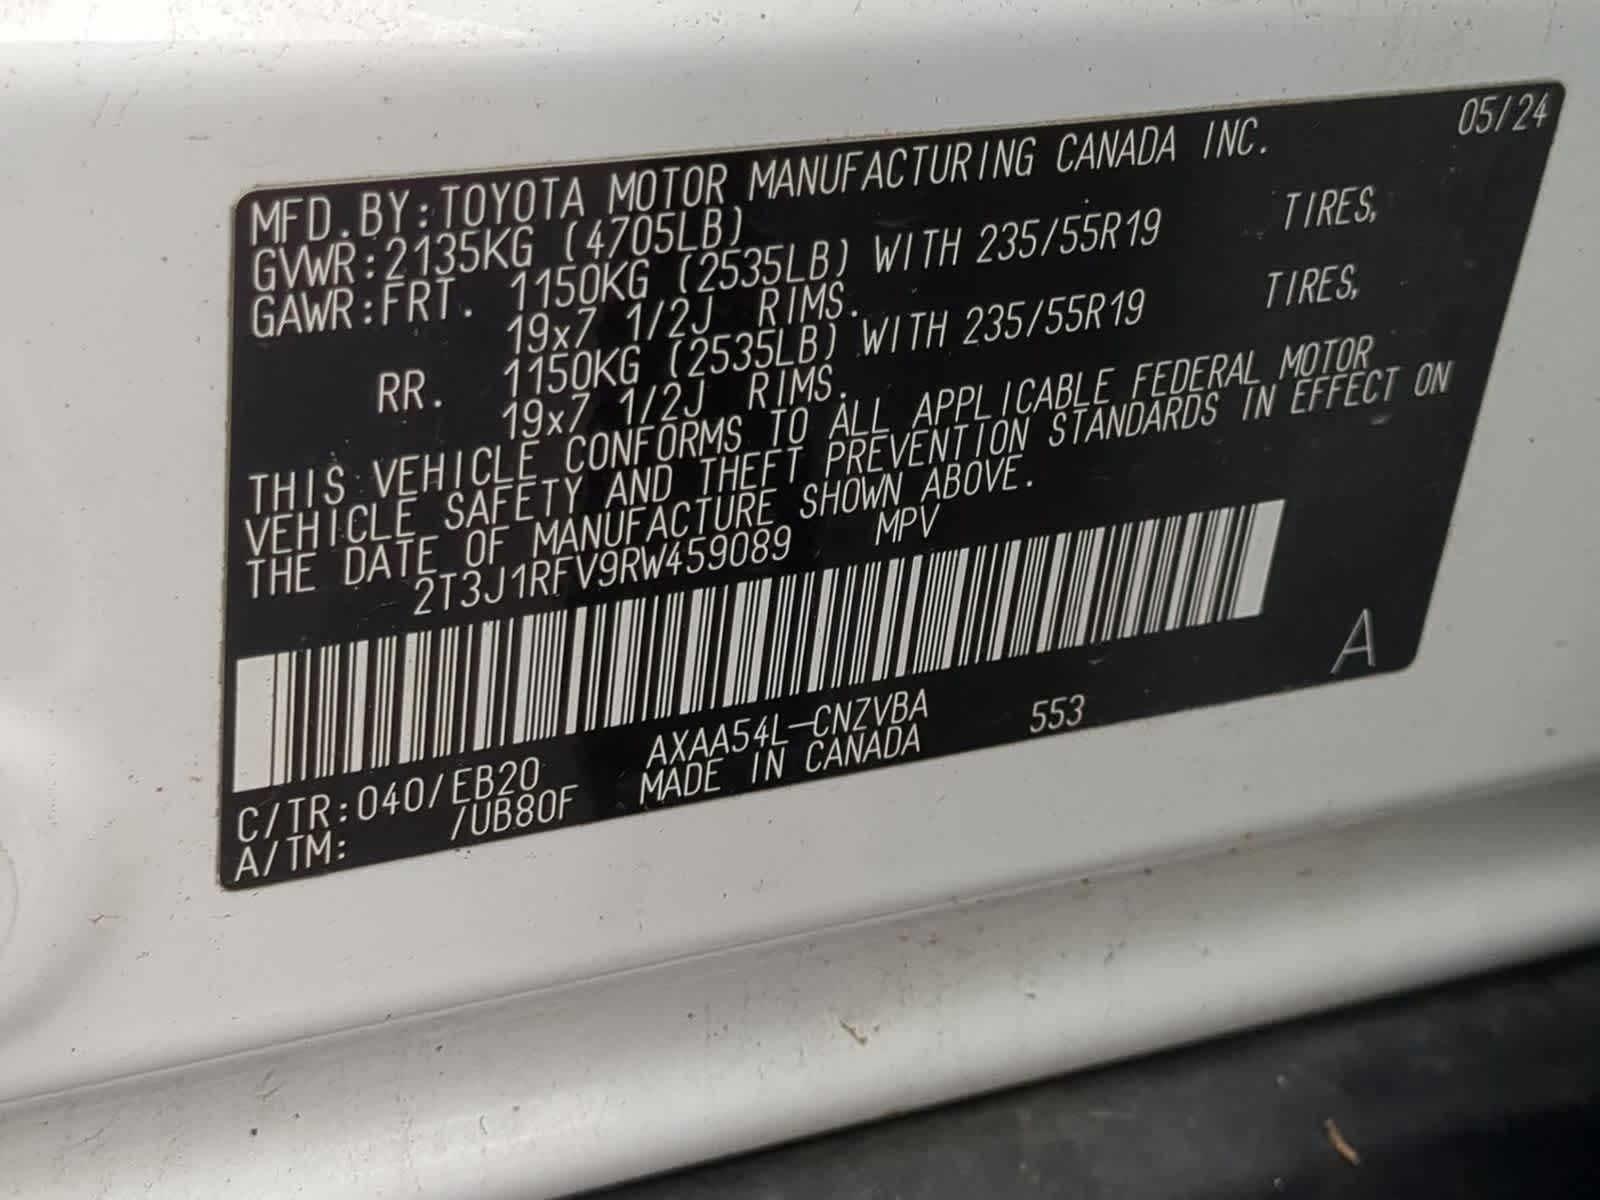 05/24
MFD.BY:TOYOTA MOTOR MANUFACTURING CANADA INC.
GVWR:2135KG (4705LB)
GAWR:FRT. 1150KG (2535LB) WITH 235/55R19 TIRES,
19x7 1/2J RIMS.
RR. 1150KG (2535LB) WITH 235/55R19 TIRES,
19x7 1/2J RIMS.
THIS VEHICLE CONFORMS TO ALL APPLICABLE FEDERAL MOTOR
VEHICLE SAFETY AND THEFT PREVENTION STANDARDS IN EFFECT ON
THE DATE OF MANUFACTURE SHOWN ABOVE.
2T3J1RFV9RW459089 MPV
C/TR:040/EB20 AXAA54L-CNZVBA 553 A
A/TM: /UB80F MADE IN CANADA